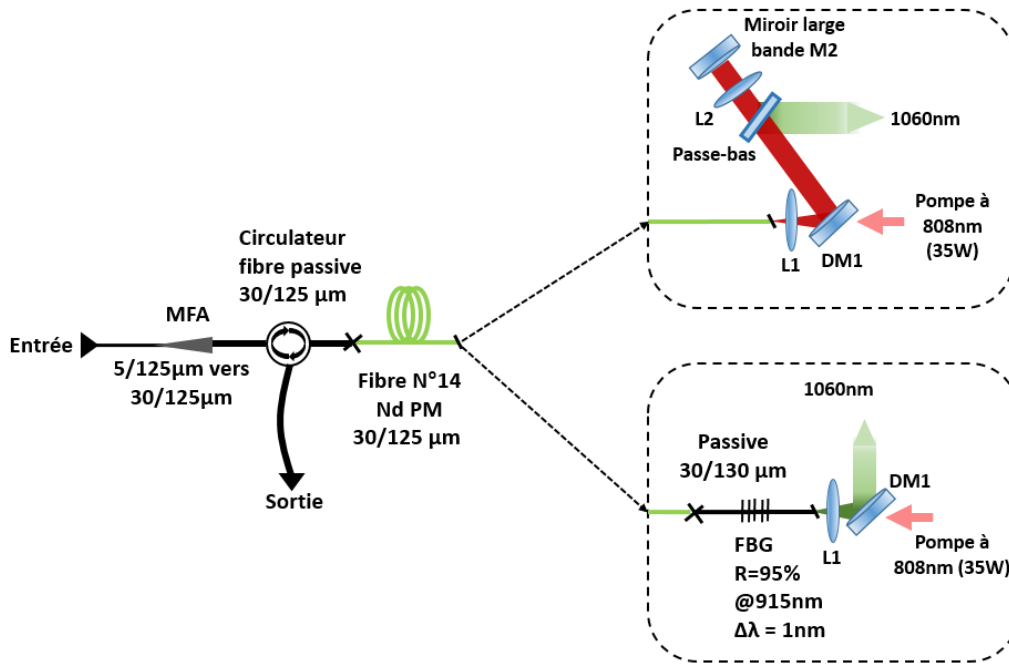 Entrée
MFA
5/125µm vers
30/125µm
Circulateur
fibre passive
30/125 µm
Sortie
Fibre N°14
Nd PM
30/125 µm
Miroir large
bande M2
L2
Passe-bas
1060nm
L1
DM1
Pompe à
808nm
(35W)
1060nm
Passive
30/130 µm
FBG
R=95%
@915nm
Δλ = 1nm
L1
DM1
Pompe à
808nm (35W)